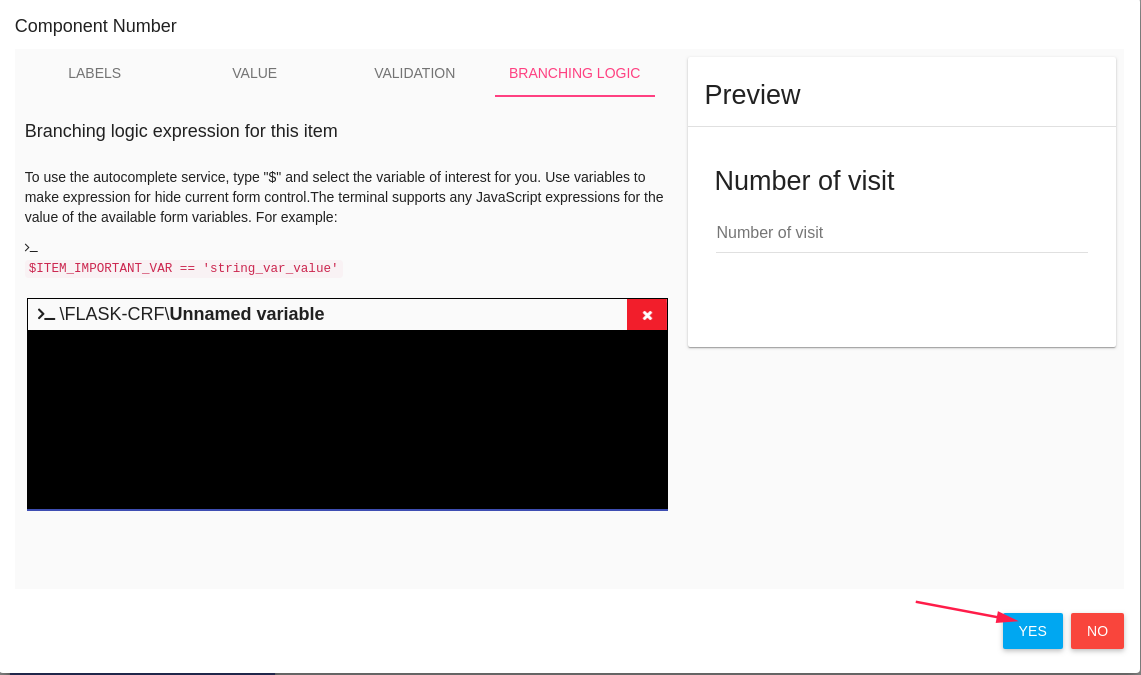 Component Number
LABELS VALUE VALIDATION BRANCHING LOGIC
Branching logic expression for this item
To use the autocomplete service, type "$" and select the variable of interest for you. Use variables to
make expression for hide current form control.The terminal supports any JavaScript expressions for the
value of the available form variables. For example:
>_
$ITEM_IMPORTANT_VAR == 'string_var_value'
>_ \FLASK-CRF\Unnamed variable
Preview
Number of visit
Number of visit
YES NO